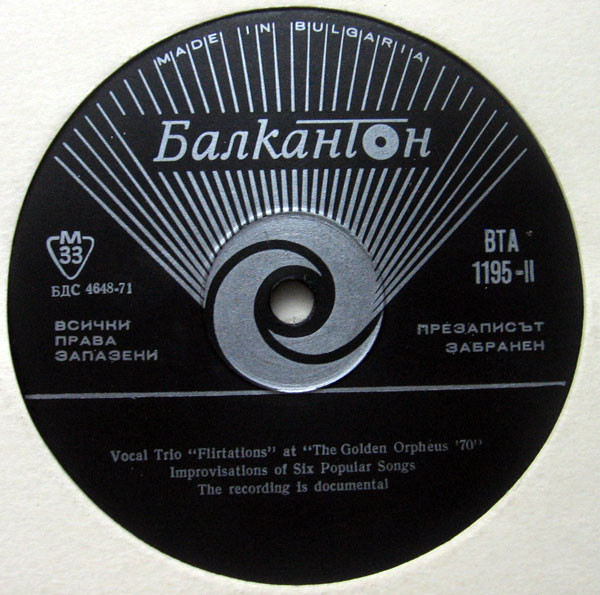 MADE IN BULGARIA
Балкантон
М
33
БДС 4648-71
ВСИЧКИ
ПРАВА
ЗАПАЗЕНИ
ВТА
1195-II
ПРЕЗАПИСЪТ
ЗАБРАНЕН
Vocal Trio "Flirtations" at "The Golden Orpheus '70"
Improvisations of Six Popular Songs
The recording is documental